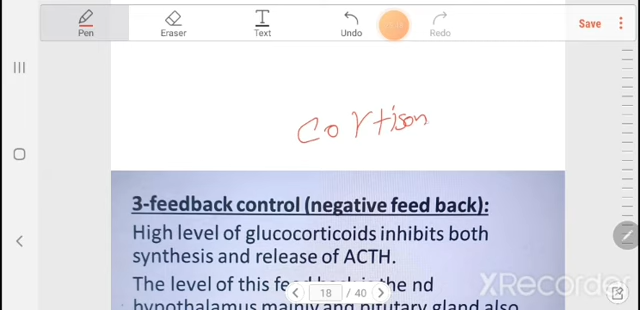 Pen Eraser Text Undo Redo Save
Cortison
3-feedback control (negative feed back):
High level of glucocorticoids inhibits both
synthesis and release of ACTH.
The level of this feed back is the nd
18 / 40
hypothalamus mainly and pitutary gland also
XRecorder